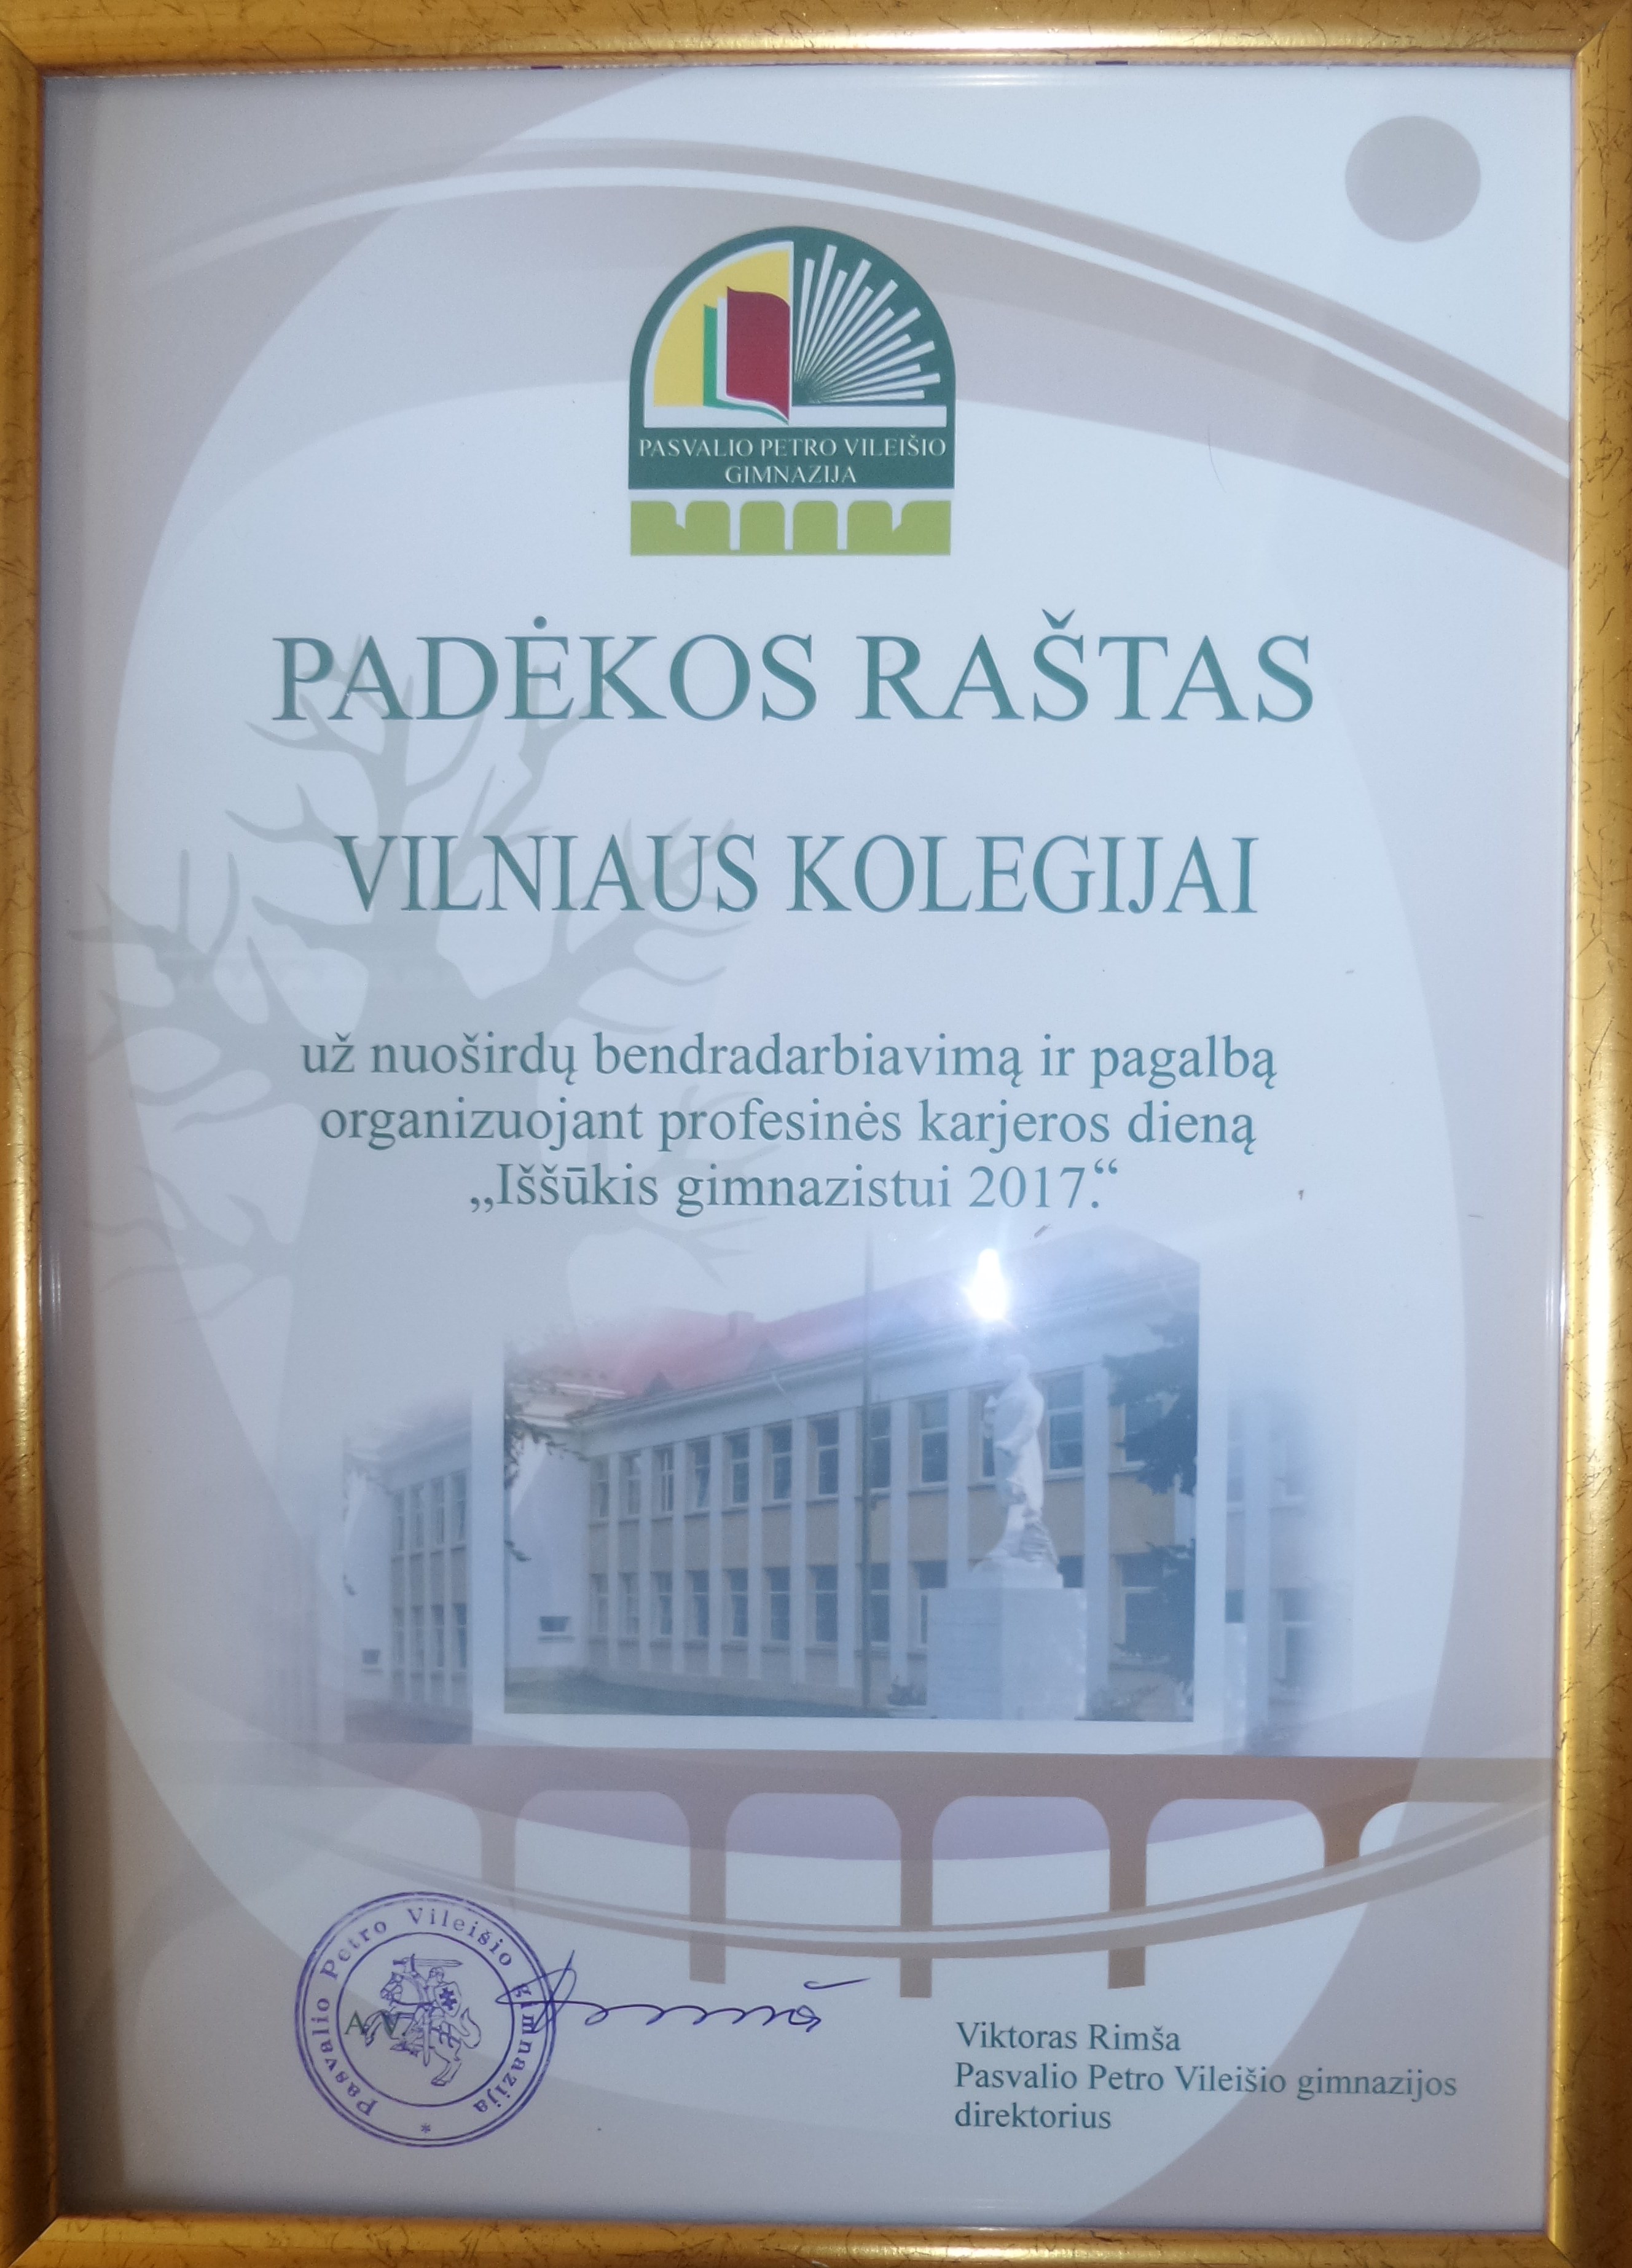 PASVALIO PETRO VILEIŠIO
GIMNAZIJA
PADĖKOS RAŠTAS
VILNIAUS KOLEGIJAI
už nuoširdų bendradarbiavimą ir pagalbą
organizuojant profesinės karjeros dieną
„Iššūkis gimnazistui 2017.“
Pasvalio Petro Vileišio gimnazija *
A.V.
Viktoras Rimša
Pasvalio Petro Vileišio gimnazijos
direktorius